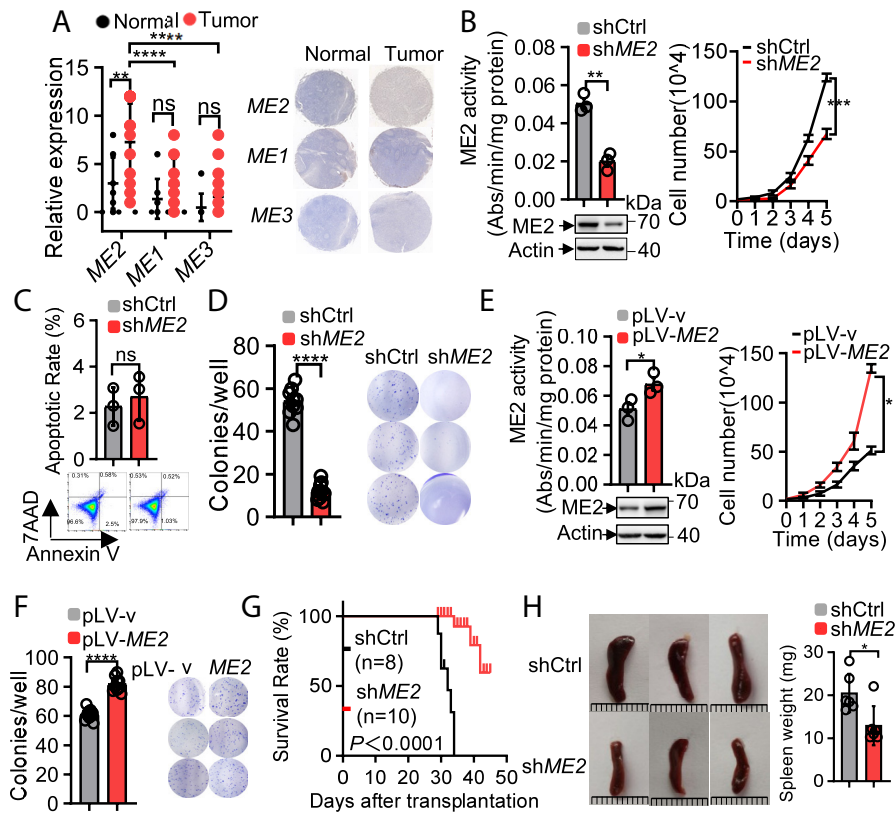 A
Normal
Tumor
****
****
**
ns
ns
Relative expression
15
10
5
0
ME2
ME1
ME3
Normal
Tumor
ME2
ME1
ME3
B
shCtrl
shME2
ME2 activity
(Abs/min/mg protein)
0.08
0.06
0.04
0.02
0.00
**
kDa
ME2
70
Actin
40
shCtrl
shME2
Cell number(10^4)
150
100
50
0
***
0 1 2 3 4 5
Time (days)
C
shCtrl
shME2
Apoptotic Rate (%)
6
4
2
0
ns
0.31%
0.58%
96.6%
2.5%
0.53%
0.52%
97.9%
1.03%
7AAD
Annexin V
D
shCtrl
shME2
Colonies/well
80
60
40
20
0
****
shCtrl
shME2
E
pLV-v
pLV-ME2
ME2 activity
(Abs/min/mg protein)
0.10
0.08
0.06
0.04
0.02
0.00
*
kDa
ME2
70
Actin
40
pLV-v
pLV-ME2
Cell number(10^4)
150
100
50
0
*
0 1 2 3 4 5
Time (days)
F
pLV-v
pLV-ME2
Colonies/well
100
80
60
40
20
0
****
pLV- v
ME2
G
Survival Rate (%)
100
50
0
shCtrl
(n=8)
shME2
(n=10)
P<0.0001
0 10 20 30 40 50
Days after transplantation
H
shCtrl
shME2
shCtrl
shME2
Spleen weight (mg)
30
20
10
0
*